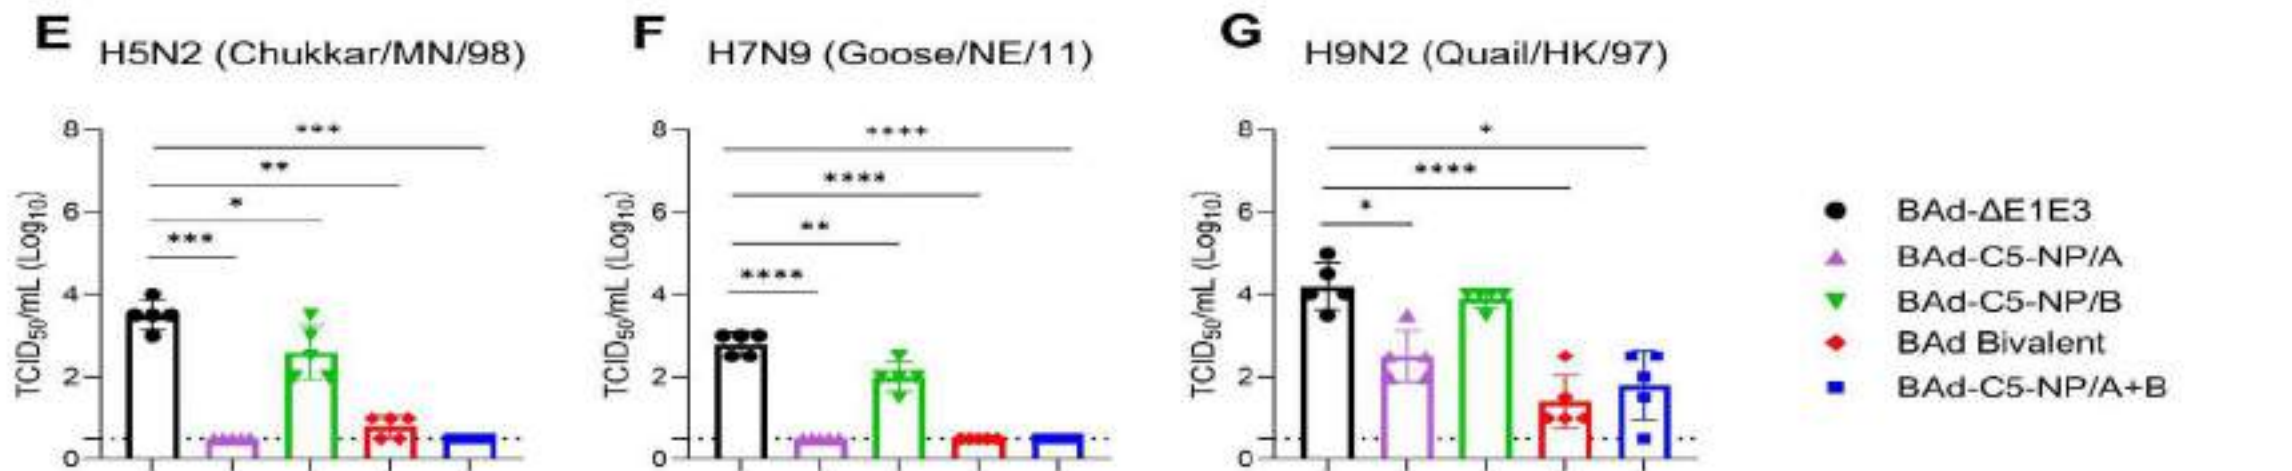 E H5N2 (Chukkar/MN/98)
***
**
*
***
8
6
4
2
0
TCID50/mL (Log10)
F H7N9 (Goose/NE/11)
****
****
**
****
8
6
4
2
0
TCID50/mL (Log10)
G H9N2 (Quail/HK/97)
*
****
*
8
6
4
2
0
TCID50/mL (Log10)
BAd-ΔE1E3
BAd-C5-NP/A
BAd-C5-NP/B
BAd Bivalent
BAd-C5-NP/A+B